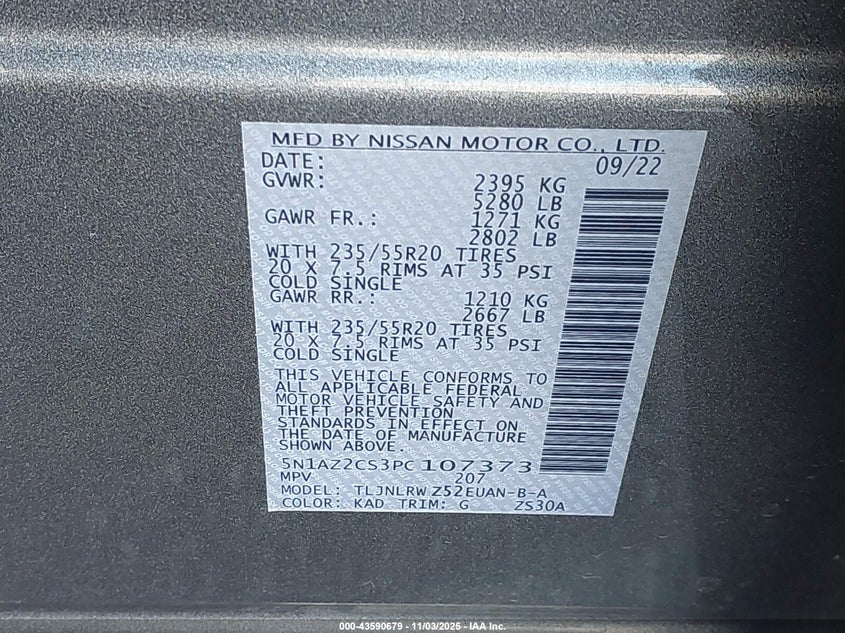 MFD BY NISSAN MOTOR CO., LTD.
DATE: 09/22
GVWR: 2395 KG
5280 LB
GAWR FR.: 1271 KG
2802 LB
WITH 235/55R20 TIRES
20 X 7.5 RIMS AT 35 PSI
COLD SINGLE
GAWR RR.: 1210 KG
2667 LB
WITH 235/55R20 TIRES
20 X 7.5 RIMS AT 35 PSI
COLD SINGLE
THIS VEHICLE CONFORMS TO
ALL APPLICABLE FEDERAL
MOTOR VEHICLE SAFETY AND
THEFT PREVENTION
STANDARDS IN EFFECT ON
THE DATE OF MANUFACTURE
SHOWN ABOVE.
5N1AZ2CS3PC107373
MPV 207
MODEL: TLJNLRW Z52EUAN-B-A
COLOR: KAD TRIM: G ZS30A
000-43590679 - 11/03/2025 - IAA Inc.